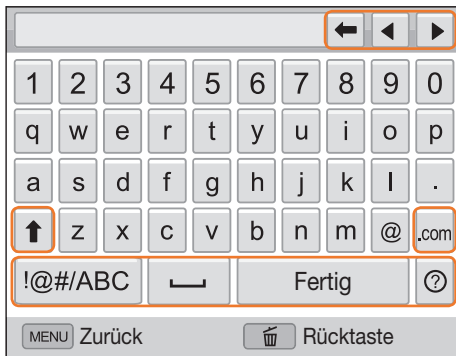 1 2 3 4 5 6 7 8 9 0
q w e r t y u i o p
a s d f g h j k l .
z x c v b n m @ .com
!@#/ABC Fertig ?
MENU Zurück Rücktaste